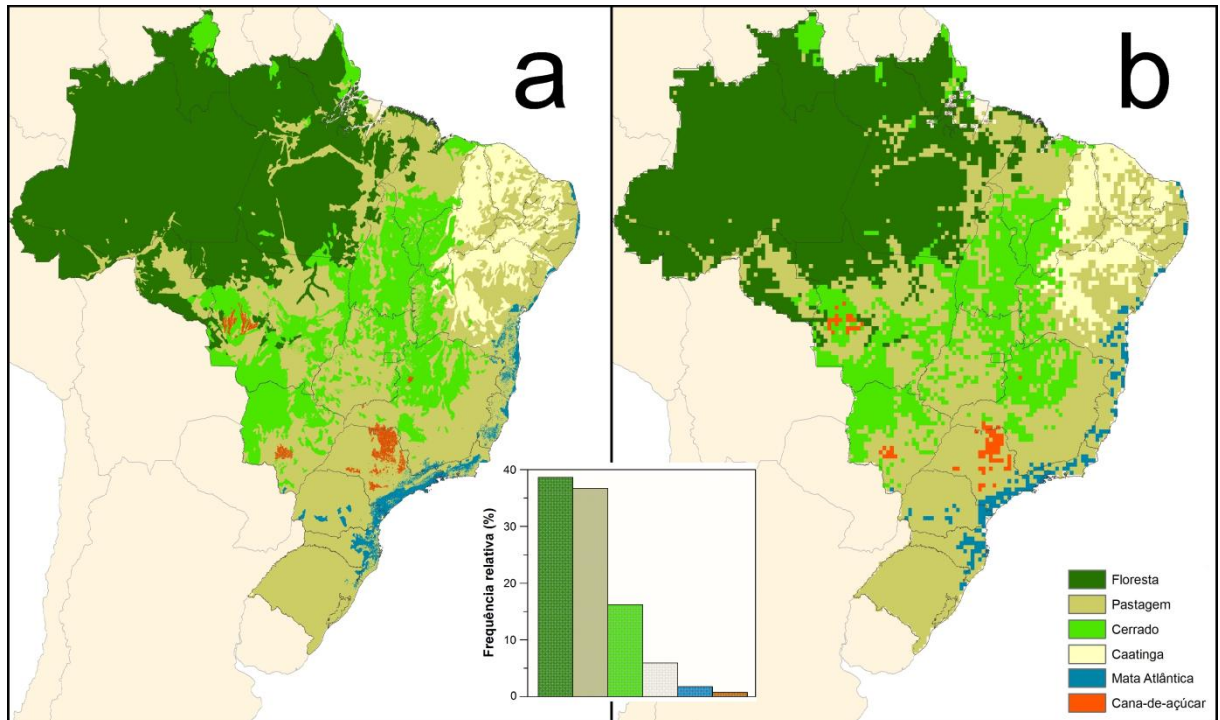 a
b
40
30
20
10
0
Frequência relativa (%)
Floresta
Pastagem
Cerrado
Caatinga
Mata Atlântica
Cana-de-açúcar